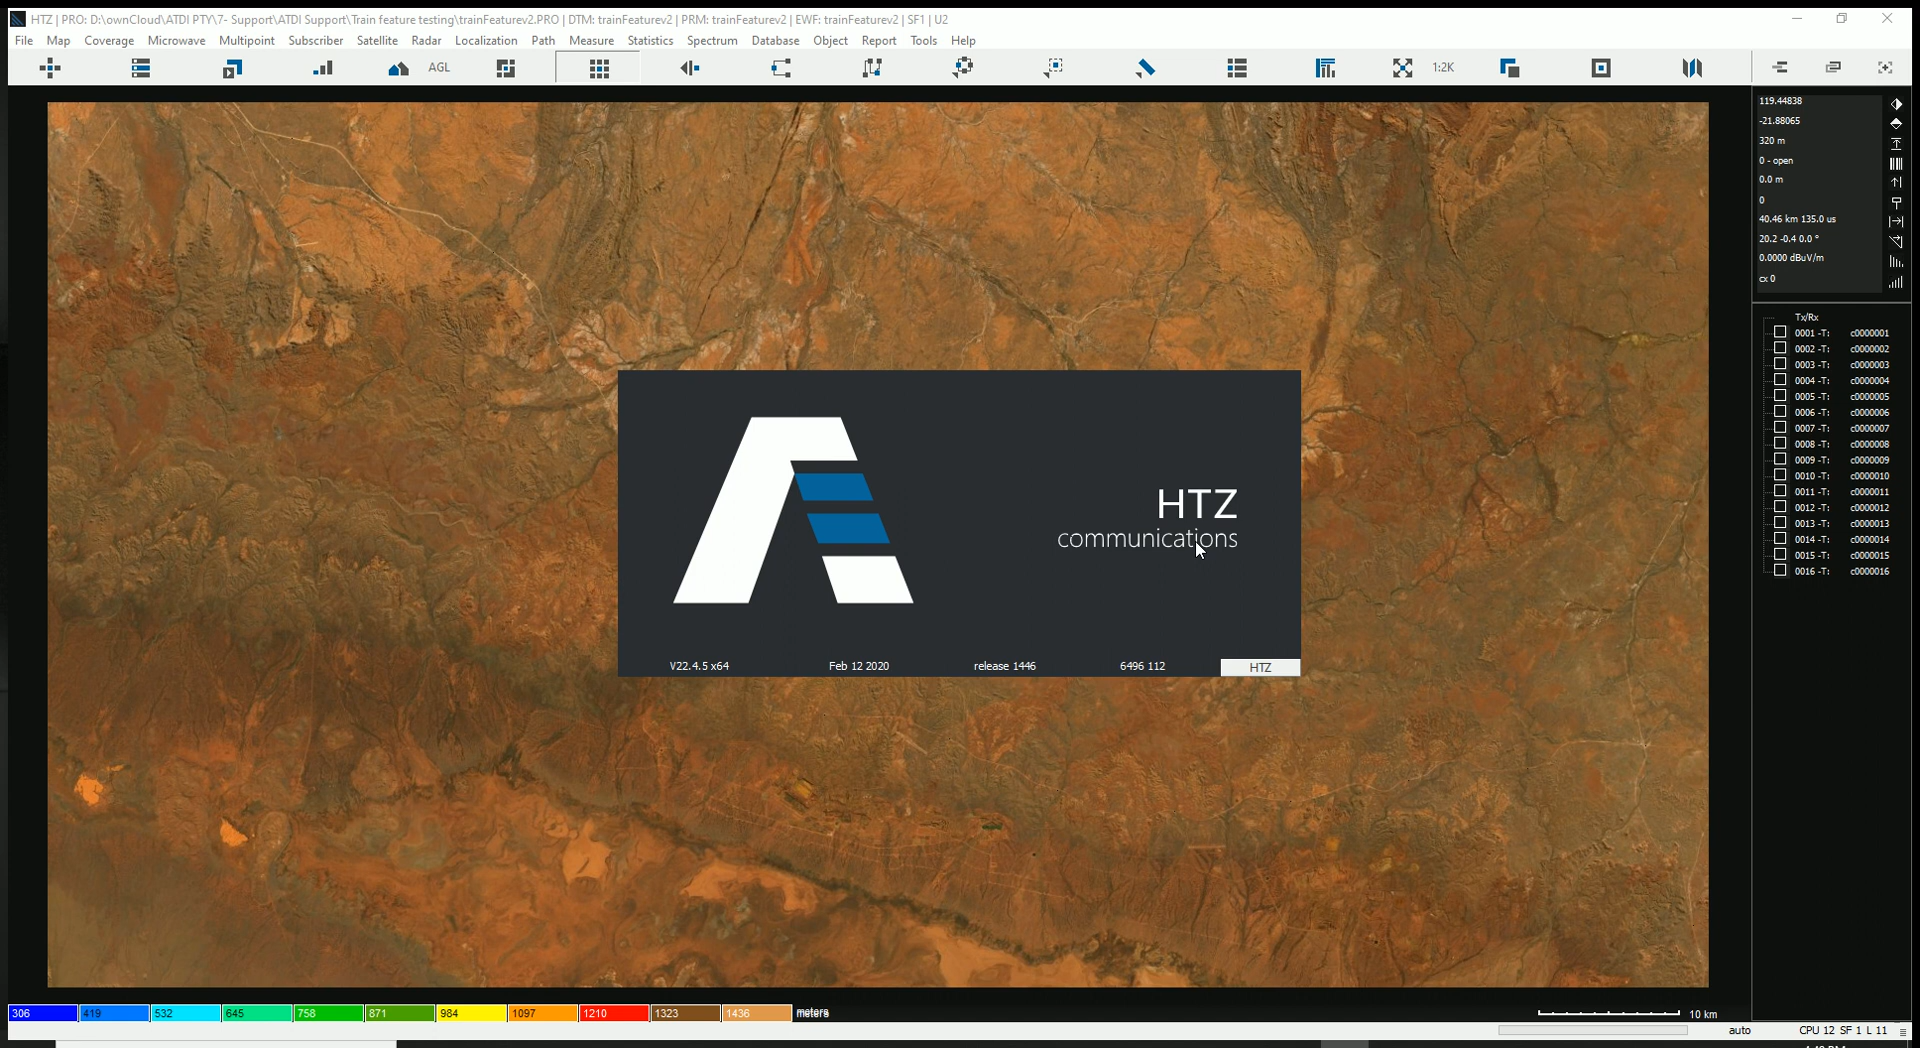 HTZ | PRO: D:\ownCloud\ATDI PTY\7- Support\ATDI Support\Train feature testing\trainFeaturev2.PRO | DTM: trainFeaturev2 | PRM: trainFeaturev2 | EWF: trainFeaturev2 | SF1 | U2
File Map Coverage Microwave Multipoint Subscriber Satellite Radar Localization Path Measure Statistics Spectrum Database Object Report Tools Help
AGL 1:2K
119.44838
-21.88065
320 m
0 - open
0.0 m
0
40.46 km 135.0 us
20.2 -0.4 0.0 °
0.0000 dBuV/m
cx 0
Tx/Rx
0001 -T: c0000001
0002 -T: c0000002
0003 -T: c0000003
0004 -T: c0000004
0005 -T: c0000005
0006 -T: c0000006
0007 -T: c0000007
0008 -T: c0000008
0009 -T: c0000009
0010 -T: c0000010
0011 -T: c0000011
0012 -T: c0000012
0013 -T: c0000013
0014 -T: c0000014
0015 -T: c0000015
0016 -T: c0000016
HTZ
communications
V22.4.5 x64 Feb 12 2020 release 1446 6496 112 HTZ
306 419 532 645 758 871 984 1097 1210 1323 1436 meters
10 km
auto CPU 12 SF 1 L 11